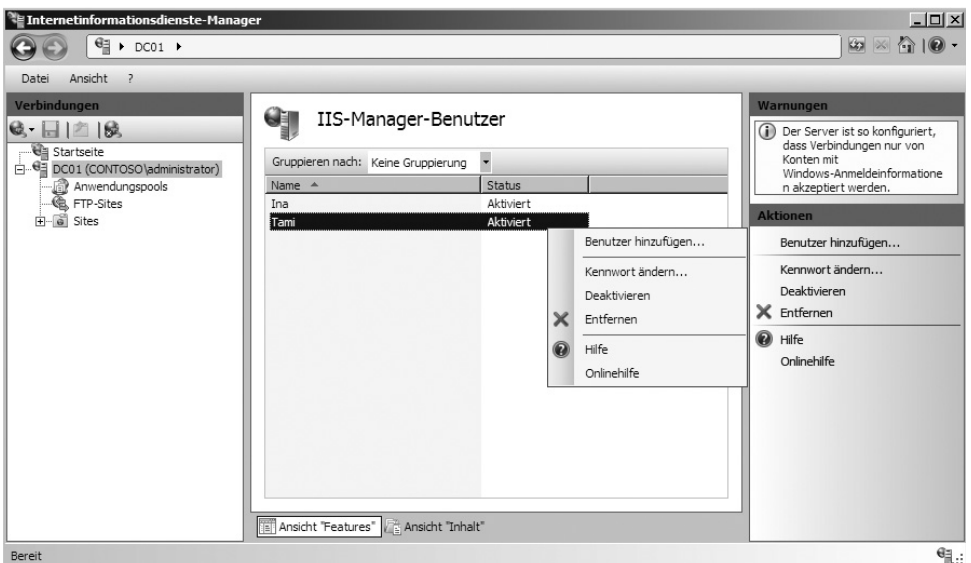 Internetinformationsdienste-Manager
DC01
Datei Ansicht ?
Verbindungen
Startseite
DC01 (CONTOSO\administrator)
Anwendungspools
FTP-Sites
Sites
IIS-Manager-Benutzer
Gruppieren nach: Keine Gruppierung
Name Status
Ina Aktiviert
Tami Aktiviert
Benutzer hinzufügen...
Kennwort ändern...
Deaktivieren
Entfernen
Hilfe
Onlinehilfe
Ansicht "Features" Ansicht "Inhalt"
Warnungen
Der Server ist so konfiguriert,
dass Verbindungen nur von
Konten mit
Windows-Anmeldeinformatione
n akzeptiert werden.
Aktionen
Benutzer hinzufügen...
Kennwort ändern...
Deaktivieren
Entfernen
Hilfe
Onlinehilfe
Bereit